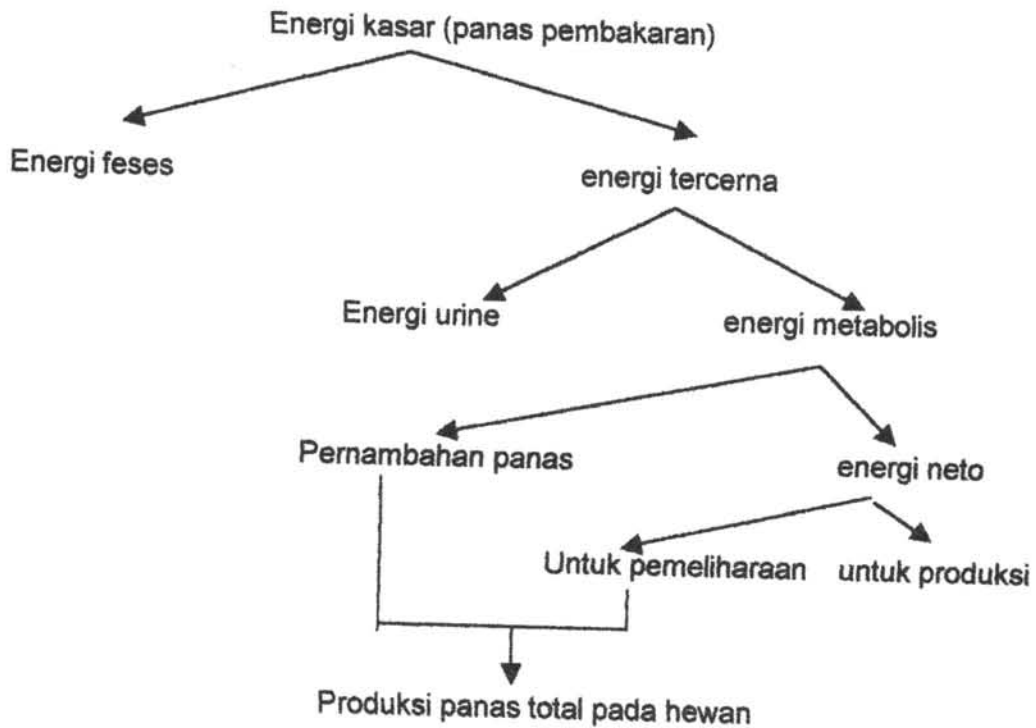 Energi kasar (panas pembakaran)
Energi feses
energi tercerna
Energi urine
energi metabolis
Pernambahan panas
energi neto
Untuk pemeliharaan
untuk produksi
Produksi panas total pada hewan